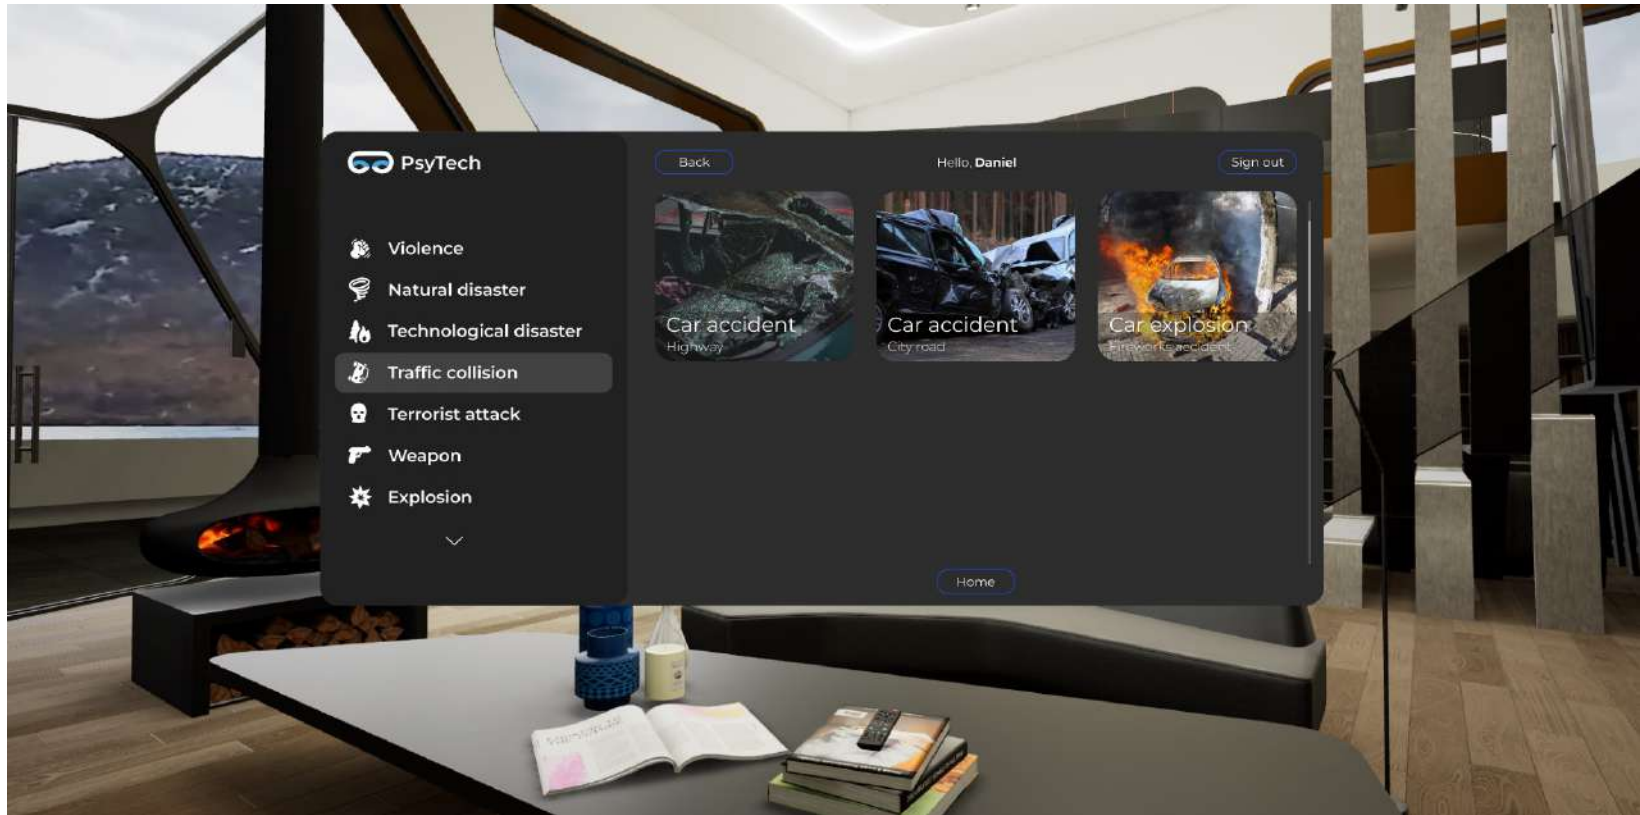 PsyTech
Violence
Natural disaster
Technological disaster
Traffic collision
Terrorist attack
Weapon
Explosion
Back
Hello, Daniel
Sign out
Car accident
Highway
Car accident
City road
Car explosion
Fireworks accident
Home